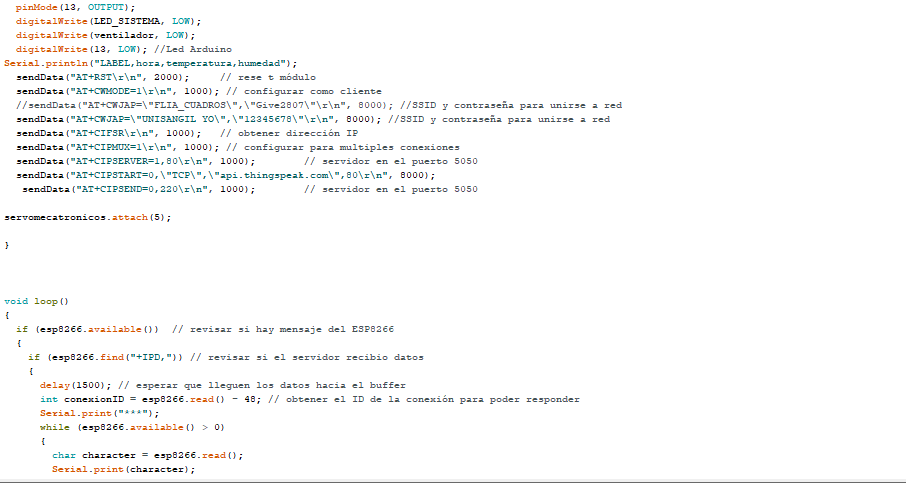 pinMode(13, OUTPUT);
digitalWrite(LED_SISTEMA, LOW);
digitalWrite(ventilador, LOW);
digitalWrite(13, LOW); //Led Arduino
Serial.println("LABEL,hora,temperatura,humedad");
sendData("AT+RST\r\n", 2000); // rese t módulo
sendData("AT+CWMODE=1\r\n", 1000); // configurar como cliente
//sendData("AT+CWJAP=\"FLIA_CUADROS\",\"Give2807\"\r\n", 8000); //SSID y contraseña para unirse a red
sendData("AT+CWJAP=\"UNISANGIL YO\",\"12345678\"\r\n", 8000); //SSID y contraseña para unirse a red
sendData("AT+CIFSR\r\n", 1000); // obtener dirección IP
sendData("AT+CIPMUX=1\r\n", 1000); // configurar para multiples conexiones
sendData("AT+CIPSERVER=1,80\r\n", 1000); // servidor en el puerto 5050
sendData("AT+CIPSTART=0,\"TCP\",\"api.thingspeak.com\",80\r\n", 8000);
sendData("AT+CIPSEND=0,220\r\n", 1000); // servidor en el puerto 5050
servomecatronicos.attach(5);
}
void loop()
{
if (esp8266.available()) // revisar si hay mensaje del ESP8266
{
if (esp8266.find("+IPD,")) // revisar si el servidor recibio datos
{
delay(1500); // esperar que lleguen los datos hacia el buffer
int conexionID = esp8266.read() - 48; // obtener el ID de la conexión para poder responder
Serial.print("***");
while (esp8266.available() > 0)
{
char character = esp8266.read();
Serial.print(character);